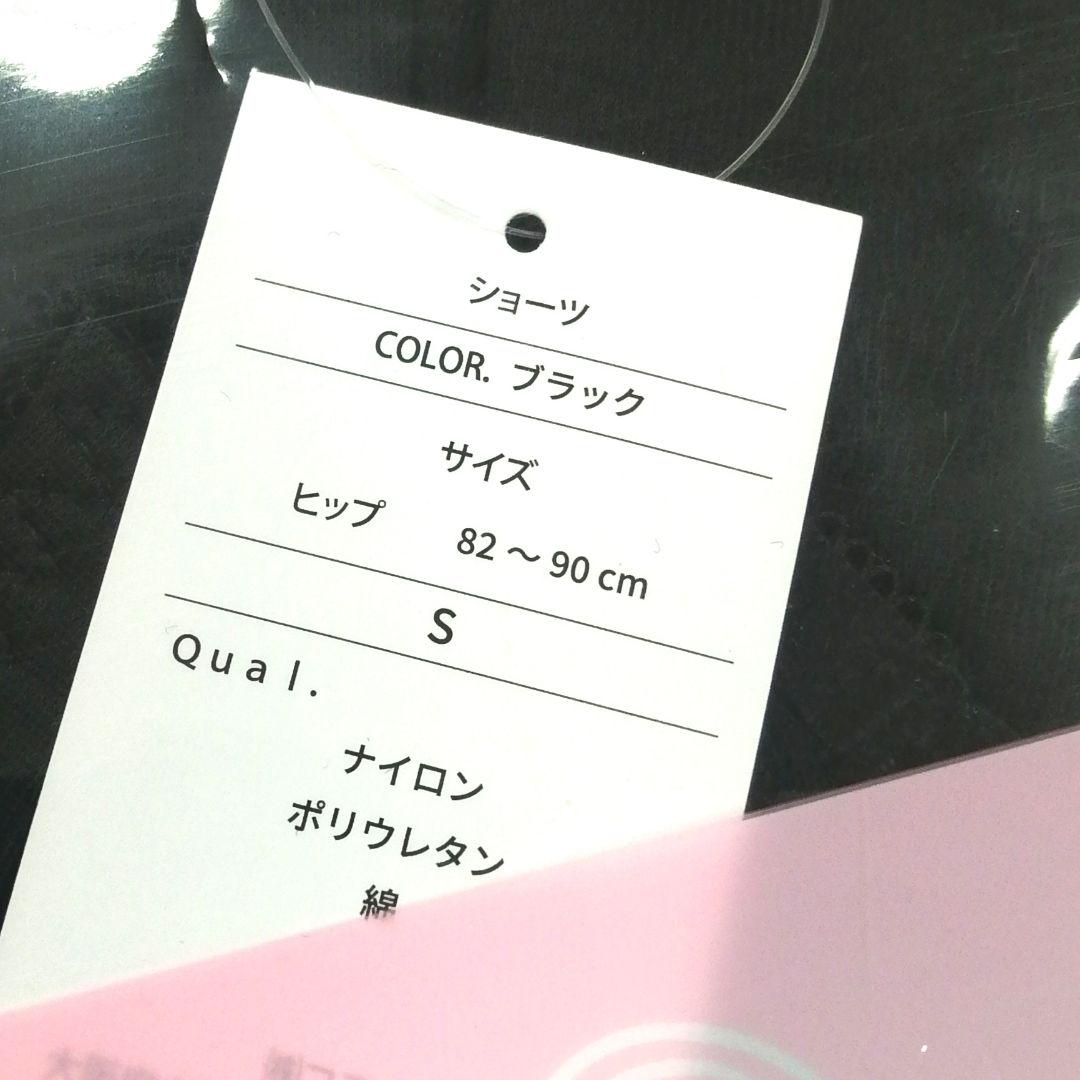 ショーツ
COLOR. ブラック
サイズ
ヒップ 82 ～ 90 cm
S
Qual.
ナイロン
ポリウレタン
綿